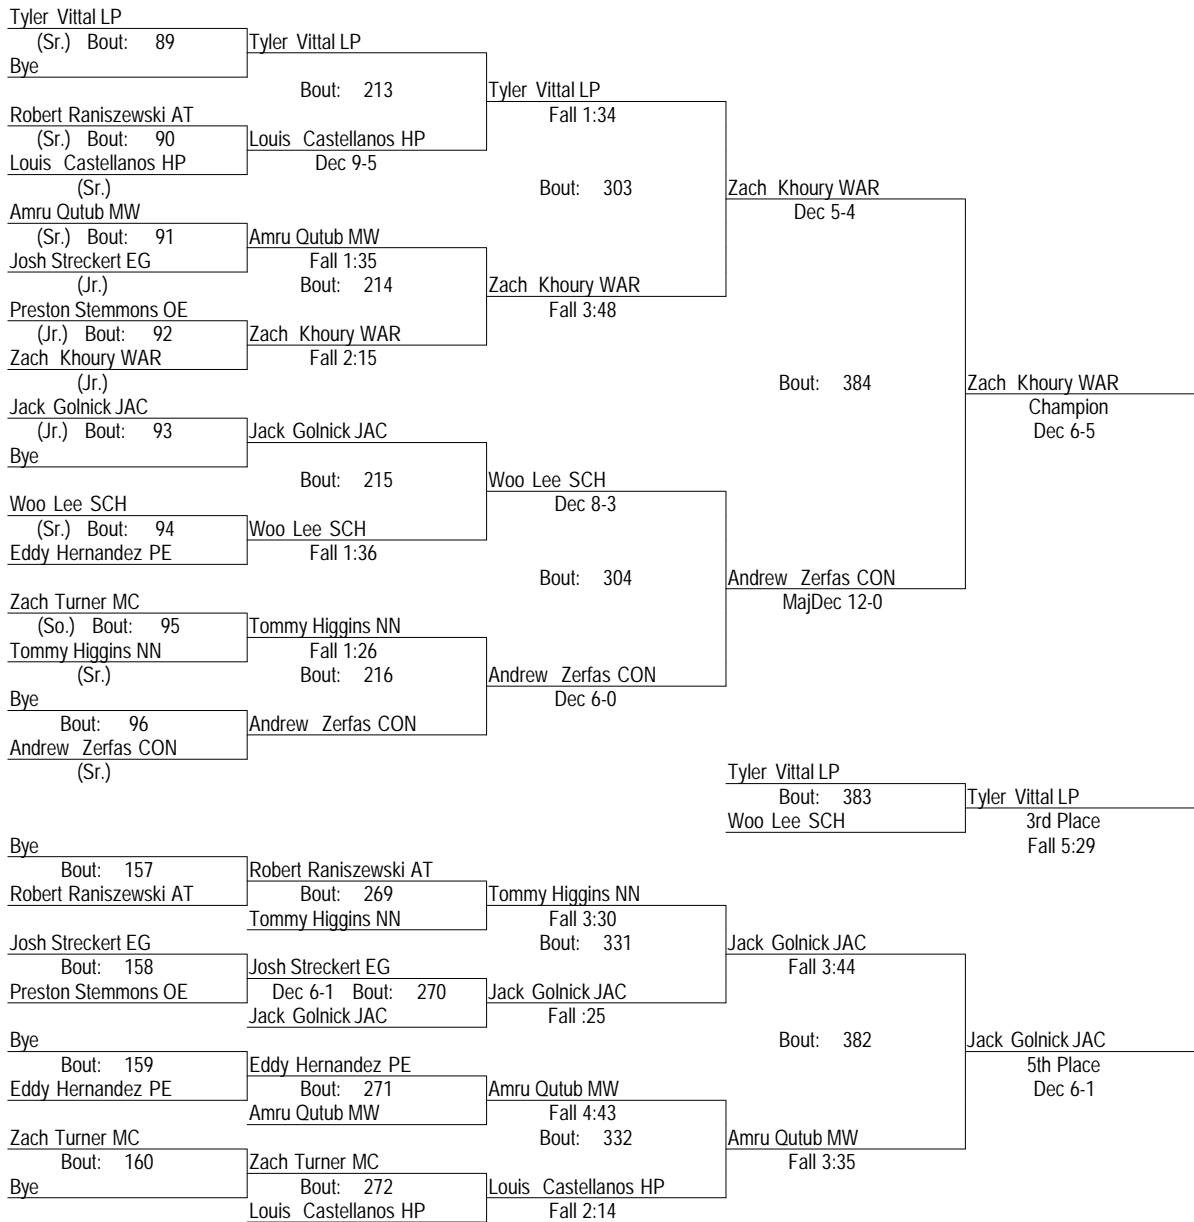 Tyler Vittal LP
(Sr.) Bout: 89 Tyler Vittal LP
Bye
Bout: 213 Tyler Vittal LP
Robert Raniszewski AT Fall 1:34
(Sr.) Bout: 90 Louis Castellanos HP
Louis Castellanos HP Dec 9-5
(Sr.) Bout: 303 Zach Khoury WAR
Amru Qutub MW Dec 5-4
(Sr.) Bout: 91 Amru Qutub MW
Josh Streckert EG Fall 1:35
(Jr.) Bout: 214 Zach Khoury WAR
Preston Stemmons OE Fall 3:48
(Jr.) Bout: 92 Zach Khoury WAR
Zach Khoury WAR Fall 2:15
(Jr.) Bout: 384 Zach Khoury WAR
Jack Golnick JAC Champion
(Jr.) Bout: 93 Jack Golnick JAC Dec 6-5
Bye
Bout: 215 Woo Lee SCH
Woo Lee SCH Dec 8-3
(Sr.) Bout: 94 Woo Lee SCH
Eddy Hernandez PE Fall 1:36
Bout: 304 Andrew Zerfas CON
Zach Turner MC MajDec 12-0
(So.) Bout: 95 Tommy Higgins NN
Tommy Higgins NN Fall 1:26
(Sr.) Bout: 216 Andrew Zerfas CON
Bye Dec 6-0
Bout: 96 Andrew Zerfas CON
Andrew Zerfas CON
(Sr.) Tyler Vittal LP
Bout: 383 Tyler Vittal LP
Woo Lee SCH 3rd Place
Bye Fall 5:29
Bout: 157 Robert Raniszewski AT
Robert Raniszewski AT Bout: 269 Tommy Higgins NN
Tommy Higgins NN Fall 3:30
Josh Streckert EG Bout: 331 Jack Golnick JAC
Bout: 158 Josh Streckert EG Fall 3:44
Preston Stemmons OE Dec 6-1 Bout: 270 Jack Golnick JAC
Jack Golnick JAC Fall :25
Bye Bout: 382 Jack Golnick JAC
Bout: 159 Eddy Hernandez PE 5th Place
Eddy Hernandez PE Bout: 271 Amru Qutub MW Dec 6-1
Amru Qutub MW Fall 4:43
Zach Turner MC Bout: 332 Amru Qutub MW
Bout: 160 Zach Turner MC Fall 3:35
Bye Bout: 272 Louis Castellanos HP
Louis Castellanos HP Fall 2:14